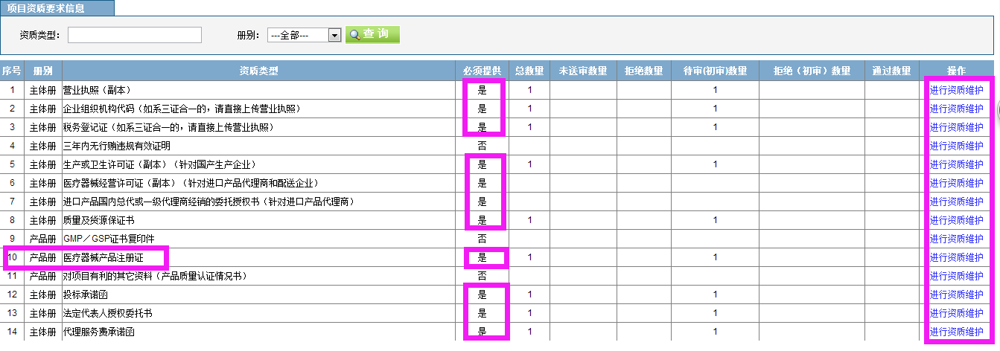 项目资质要求信息
资质类型： 册别： ---全部--- 查 询
序号 册别 资质类型 必须提供 总数量 未送审数量 拒绝数量 待审(初审)数量 拒绝（初审）数量 通过数量 操作
1 主体册 营业执照（副本） 是 1 1 进行资质维护
2 主体册 企业组织机构代码（如系三证合一的，请直接上传营业执照） 是 1 1 进行资质维护
3 主体册 税务登记证（如系三证合一的，请直接上传营业执照） 是 1 1 进行资质维护
4 主体册 三年内无行贿违规有效证明 否 进行资质维护
5 主体册 生产或卫生许可证（副本）（针对国产生产企业） 是 1 1 进行资质维护
6 主体册 医疗器械经营许可证（副本）（针对进口产品代理商和配送企业） 是 进行资质维护
7 主体册 进口产品国内总代或一级代理商经销的委托授权书（针对进口产品代理商） 是 进行资质维护
8 主体册 质量及货源保证书 是 1 1 进行资质维护
9 产品册 GMP／GSP证书复印件 否 进行资质维护
10 产品册 医疗器械产品注册证 是 1 1 进行资质维护
11 产品册 对项目有利的其它资料（产品质量认证情况书） 否 进行资质维护
12 主体册 投标承诺函 是 1 1 进行资质维护
13 主体册 法定代表人授权委托书 是 1 1 进行资质维护
14 主体册 代理服务费承诺函 是 1 1 进行资质维护